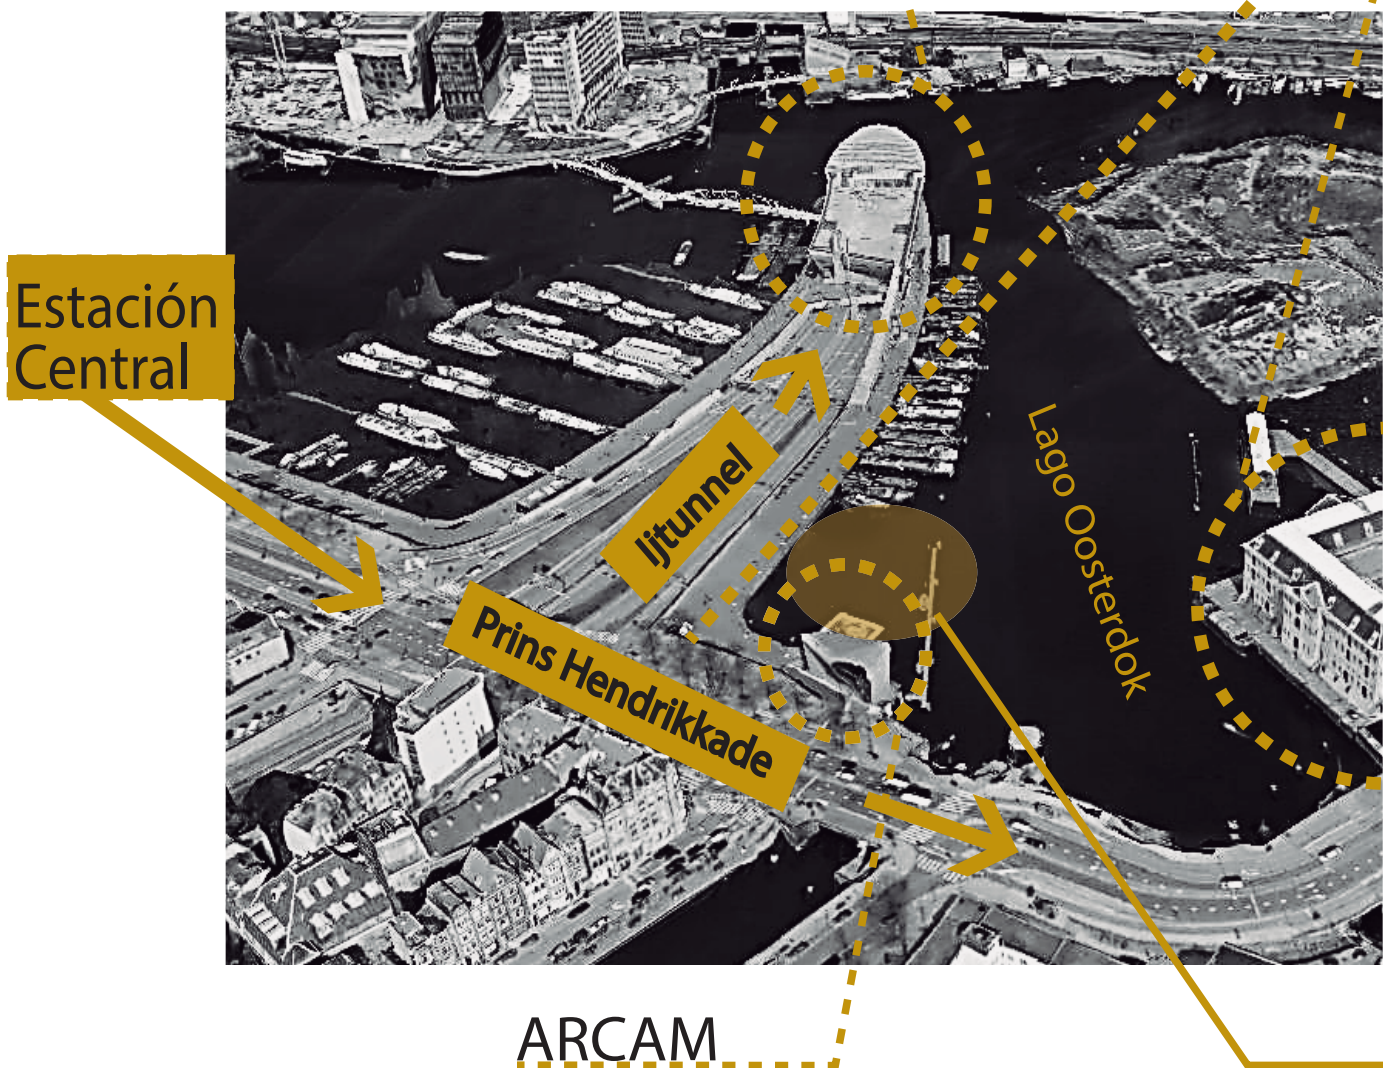 Estación
Central
Ijtunnel
Lago Oosterdok
Prins Hendrikkade
ARCAM